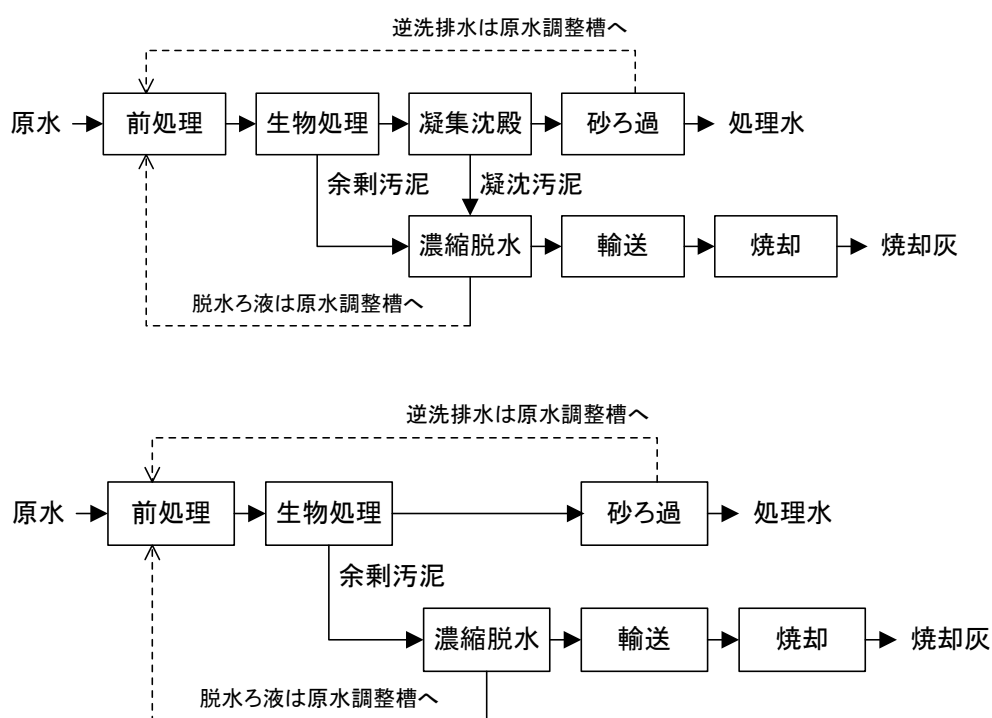 逆洗排水は原水調整槽へ
原水
前処理
生物処理
凝集沈殿
砂ろ過
処理水
余剰汚泥
凝沈汚泥
濃縮脱水
輸送
焼却
焼却灰
脱水ろ液は原水調整槽へ
逆洗排水は原水調整槽へ
原水
前処理
生物処理
砂ろ過
処理水
余剰汚泥
濃縮脱水
輸送
焼却
焼却灰
脱水ろ液は原水調整槽へ